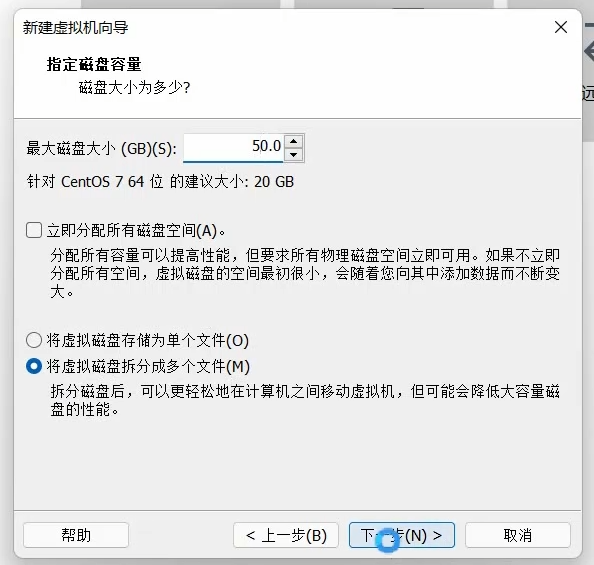 新建虚拟机向导
指定磁盘容量
磁盘大小为多少?
远
最大磁盘大小 (GB)(S): 50.0
针对 CentOS 7 64 位 的建议大小: 20 GB
立即分配所有磁盘空间(A)。
分配所有容量可以提高性能，但要求所有物理磁盘空间立即可用。如果不立即
分配所有空间，虚拟磁盘的空间最初很小，会随着您向其中添加数据而不断变
大。
将虚拟磁盘存储为单个文件(O)
将虚拟磁盘拆分成多个文件(M)
拆分磁盘后，可以更轻松地在计算机之间移动虚拟机，但可能会降低大容量磁
盘的性能。
帮助 < 上一步(B) 下一步(N) > 取消